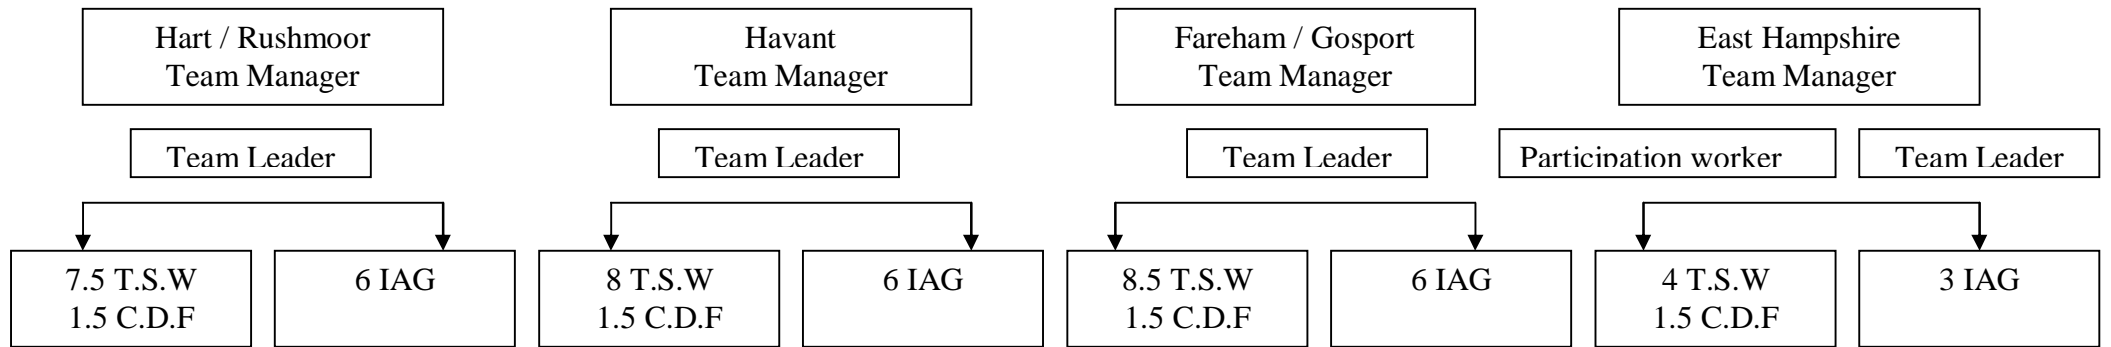 Hart / Rushmoor
Team Manager
Havant
Team Manager
Fareham / Gosport
Team Manager
East Hampshire
Team Manager
Team Leader
Team Leader
Team Leader
Participation worker
Team Leader
7.5 T.S.W
1.5 C.D.F
6 IAG
8 T.S.W
1.5 C.D.F
6 IAG
8.5 T.S.W
1.5 C.D.F
6 IAG
4 T.S.W
1.5 C.D.F
3 IAG